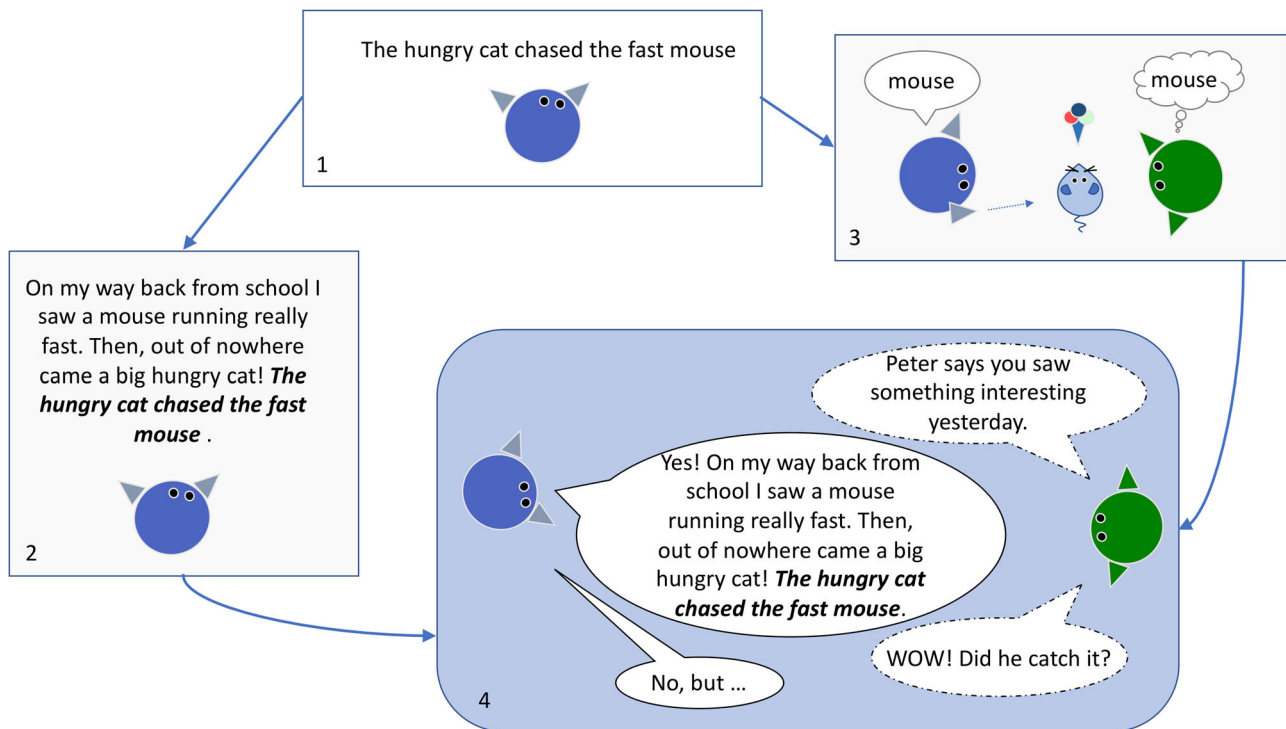 The hungry cat chased the fast mouse
1
mouse
mouse
3
On my way back from school I
saw a mouse running really
fast. Then, out of nowhere
came a big hungry cat! The
hungry cat chased the fast
mouse .
2
Peter says you saw
something interesting
yesterday.
Yes! On my way back from
school I saw a mouse
running really fast. Then,
out of nowhere came a big
hungry cat! The hungry cat
chased the fast mouse.
WOW! Did he catch it?
No, but ...
4